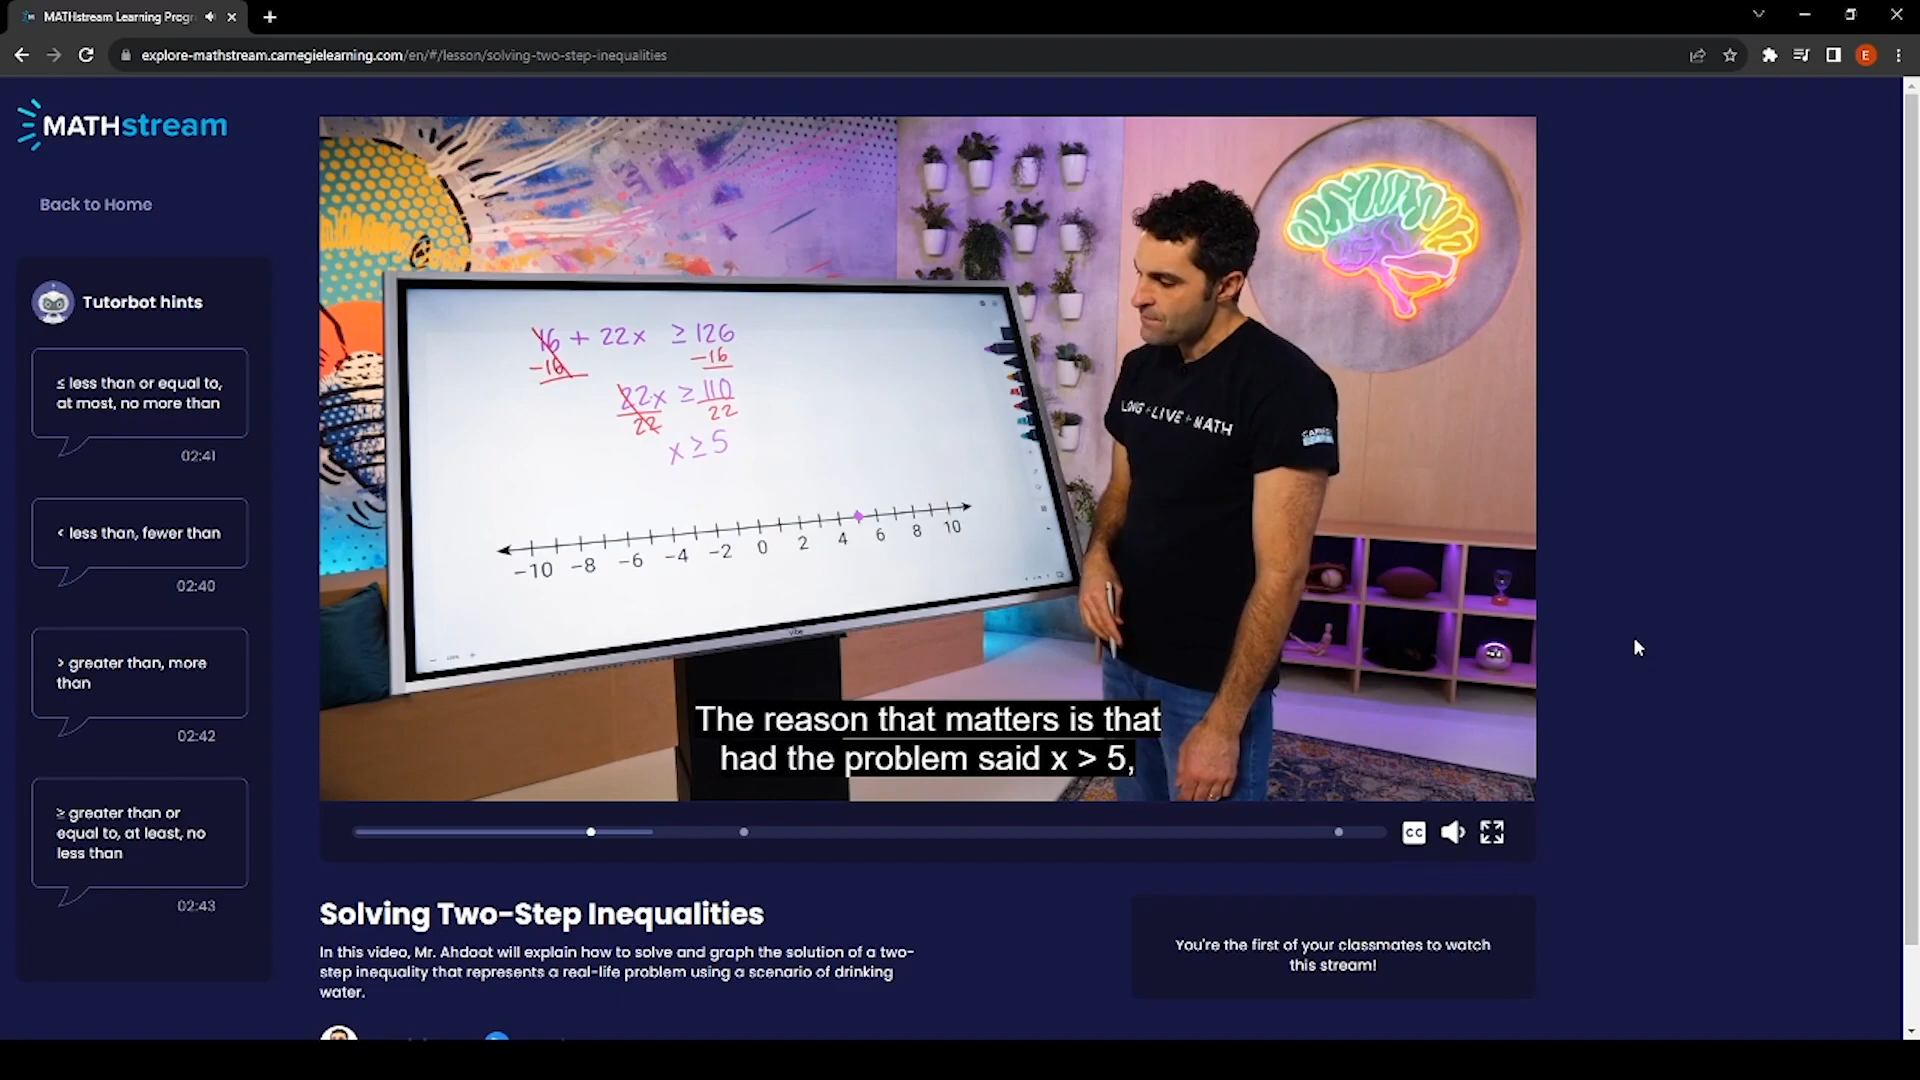 MATHstream Learning Progr
explore-mathstream.carnegielearning.com/en/#/lesson/solving-two-step-inequalities
E
MATHstream
Back to Home
Tutorbot hints
≤ less than or equal to,
at most, no more than
02:41
< less than, fewer than
02:40
> greater than, more
than
02:42
≥ greater than or
equal to, at least, no
less than
02:43
16 + 22x ≥ 126
-16 -16
22x ≥ 110
22 22
x ≥ 5
-10 -8 -6 -4 -2 0 2 4 6 8 10
vibe
LONG + LIVE + MATH
The reason that matters is that
had the problem said x > 5,
CC
Solving Two-Step Inequalities
In this video, Mr. Ahdoot will explain how to solve and graph the solution of a two-
step inequality that represents a real-life problem using a scenario of drinking
water.
You're the first of your classmates to watch
this stream!